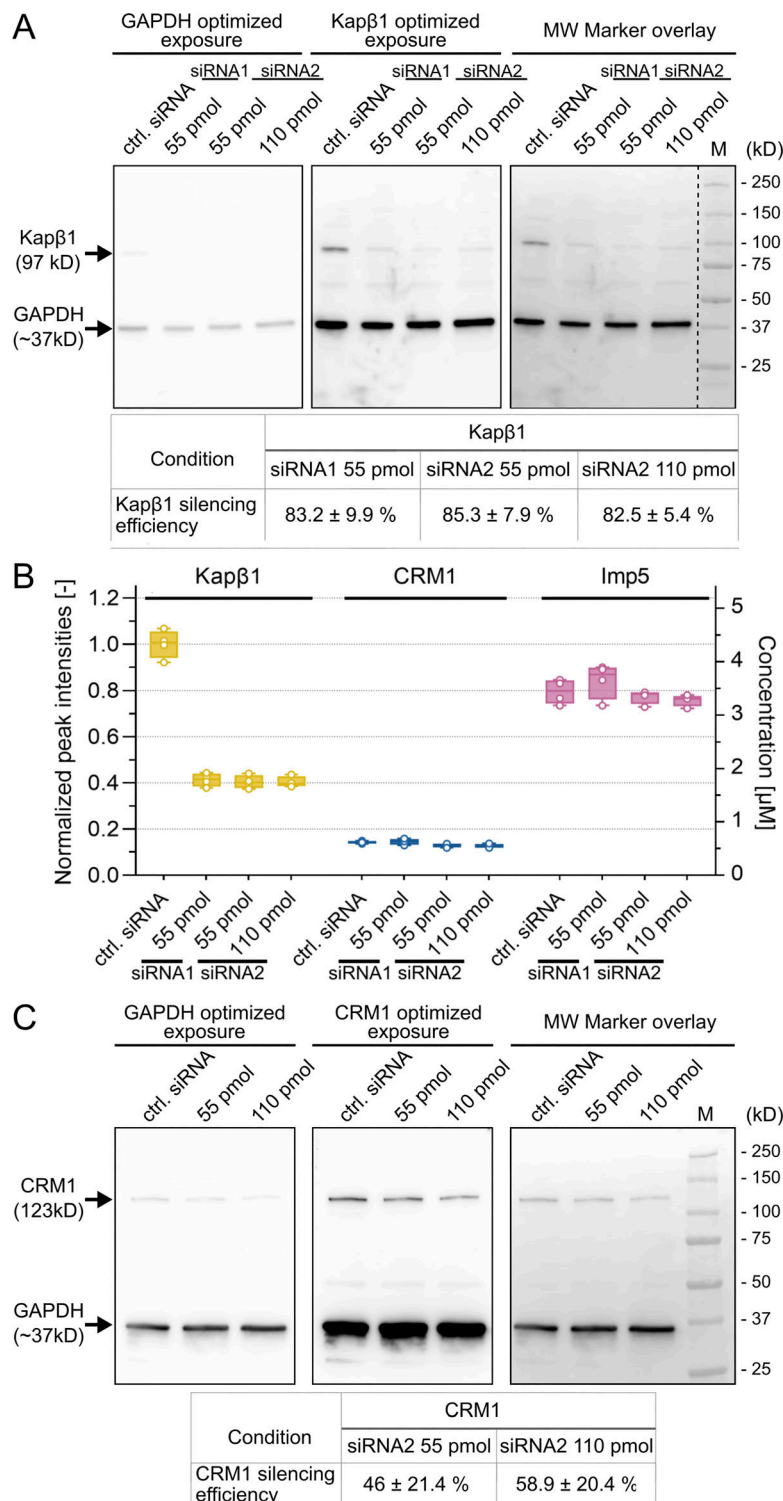 A
GAPDH optimized
exposure
Kapβ1 optimized
exposure
MW Marker overlay
siRNA1 siRNA2
siRNA1 siRNA2
siRNA1 siRNA2
ctrl. siRNA
55 pmol
55 pmol
110 pmol
ctrl. siRNA
55 pmol
55 pmol
110 pmol
ctrl. siRNA
55 pmol
55 pmol
110 pmol
M
(kD)
Kapβ1
(97 kD)
GAPDH
(~37kD)
- 250
- 150
- 100
- 75
- 50
- 37
- 25
Condition
Kapβ1
siRNA1 55 pmol siRNA2 55 pmol siRNA2 110 pmol
Kapβ1 silencing
efficiency
83.2 ± 9.9 % 85.3 ± 7.9 % 82.5 ± 5.4 %
B
Kapβ1 CRM1 Imp5
Normalized peak intensities [-]
1.2
1.0
0.8
0.6
0.4
0.2
0.0
Concentration [µM]
5
4
3
2
1
0
ctrl. siRNA
55 pmol
55 pmol
110 pmol
siRNA1 siRNA2
ctrl. siRNA
55 pmol
55 pmol
110 pmol
siRNA1 siRNA2
ctrl. siRNA
55 pmol
55 pmol
110 pmol
siRNA1 siRNA2
C
GAPDH optimized
exposure
CRM1 optimized
exposure
MW Marker overlay
ctrl. siRNA
55 pmol
110 pmol
ctrl. siRNA
55 pmol
110 pmol
ctrl. siRNA
55 pmol
110 pmol
M
(kD)
CRM1
(123kD)
GAPDH
(~37kD)
- 250
- 150
- 100
- 75
- 50
- 37
- 25
Condition
CRM1
siRNA2 55 pmol siRNA2 110 pmol
CRM1 silencing
efficiency
46 ± 21.4 % 58.9 ± 20.4 %